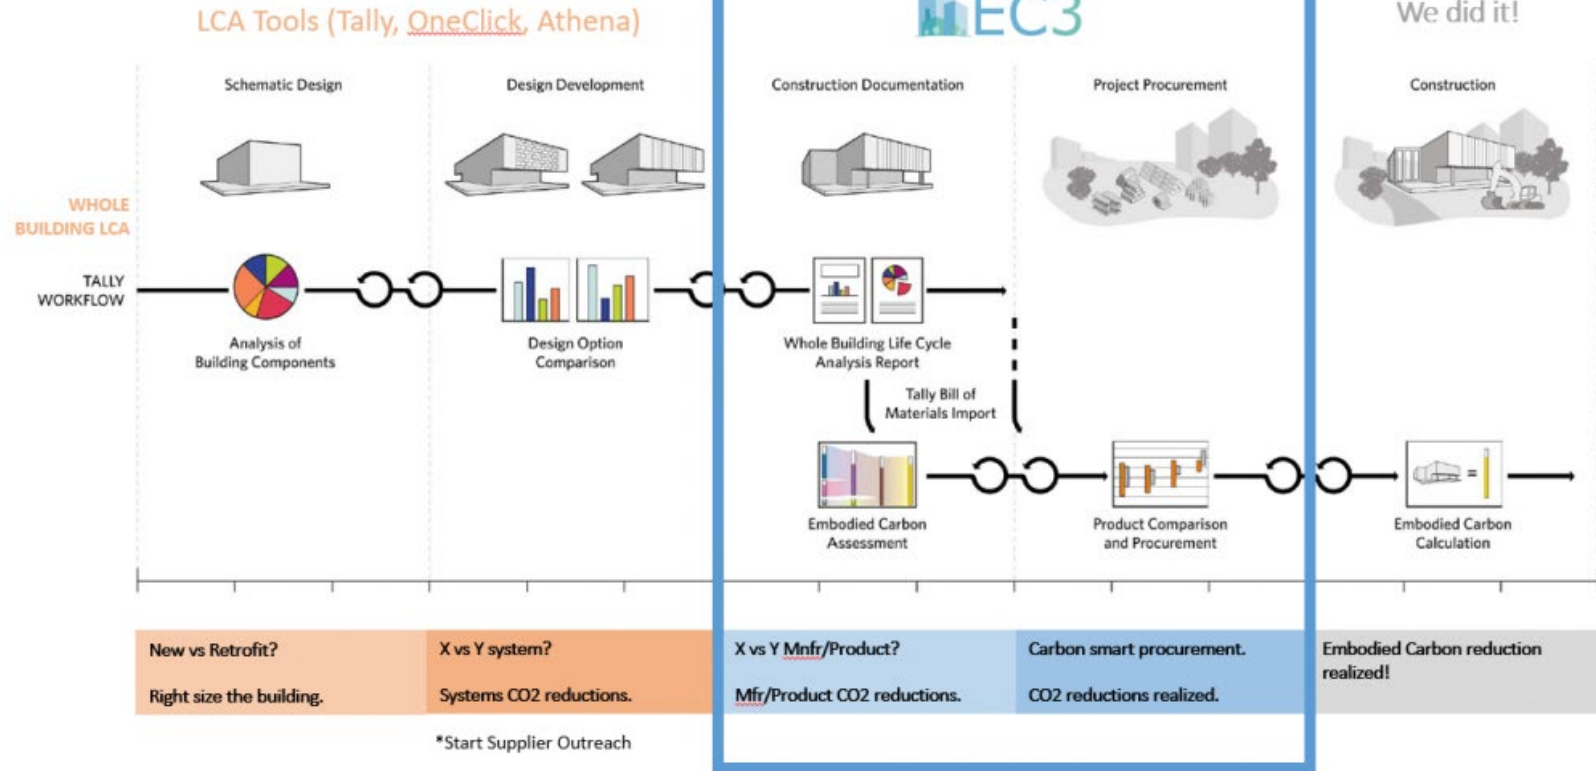 LCA Tools (Tally, OneClick, Athena)
EC3
We did it!
Schematic Design
Design Development
Construction Documentation
Project Procurement
Construction
WHOLE
BUILDING LCA
TALLY
WORKFLOW
Analysis of
Building Components
Design Option
Comparison
Whole Building Life Cycle
Analysis Report
Tally Bill of
Materials Import
=
Embodied Carbon
Assessment
Product Comparison
and Procurement
Embodied Carbon
Calculation
New vs Retrofit?
Right size the building.
X vs Y system?
Systems CO2 reductions.
X vs Y Mnfr/Product?
Mfr/Product CO2 reductions.
Carbon smart procurement.
CO2 reductions realized.
Embodied Carbon reduction
realized!
*Start Supplier Outreach